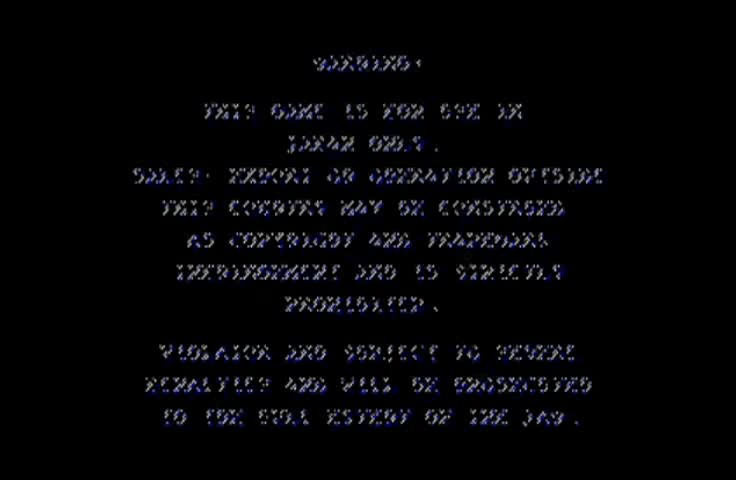 WARNING
THIS GAME IS FOR USE IN
JAPAN ONLY.
SALES, EXPORT OR OPERATION OUTSIDE
THIS COUNTRY MAY BE CONSTRUED
AS COPYRIGHT AND TRADEMARK
INFRINGEMENT AND IS STRICTLY
PROHIBITED.
VIOLATOR AND SUBJECT TO SEVERE
PENALTIES AND WILL BE PROSECUTED
TO THE FULL EXTENT OF THE JAW.